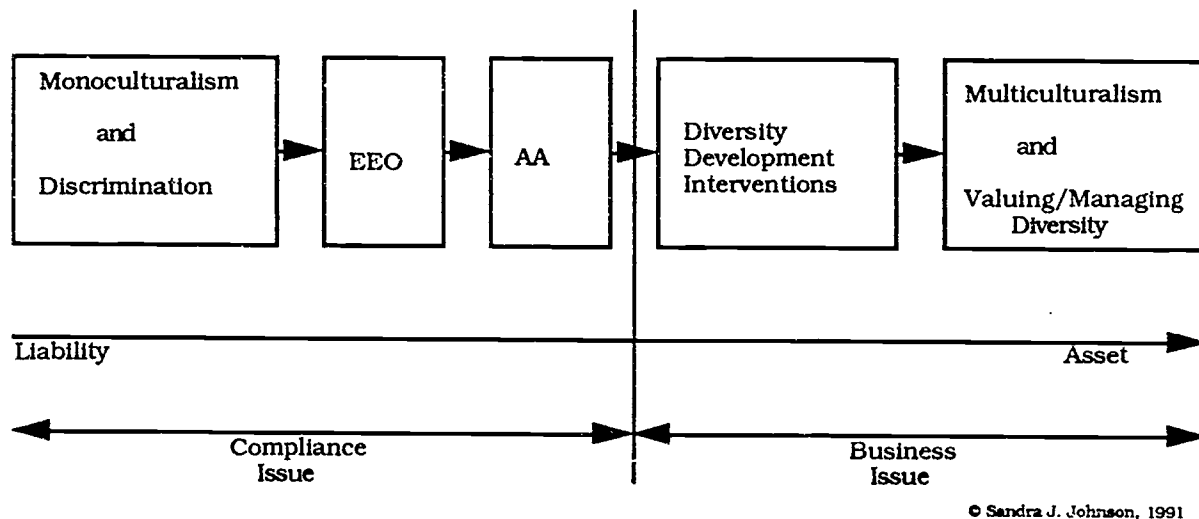 Monoculturalism
and
Discrimination
EEO
AA
Diversity
Development
Interventions
Multiculturalism
and
Valuing/Managing
Diversity
Liability
Asset
Compliance
Issue
Business
Issue
© Sandra J. Johnson, 1991